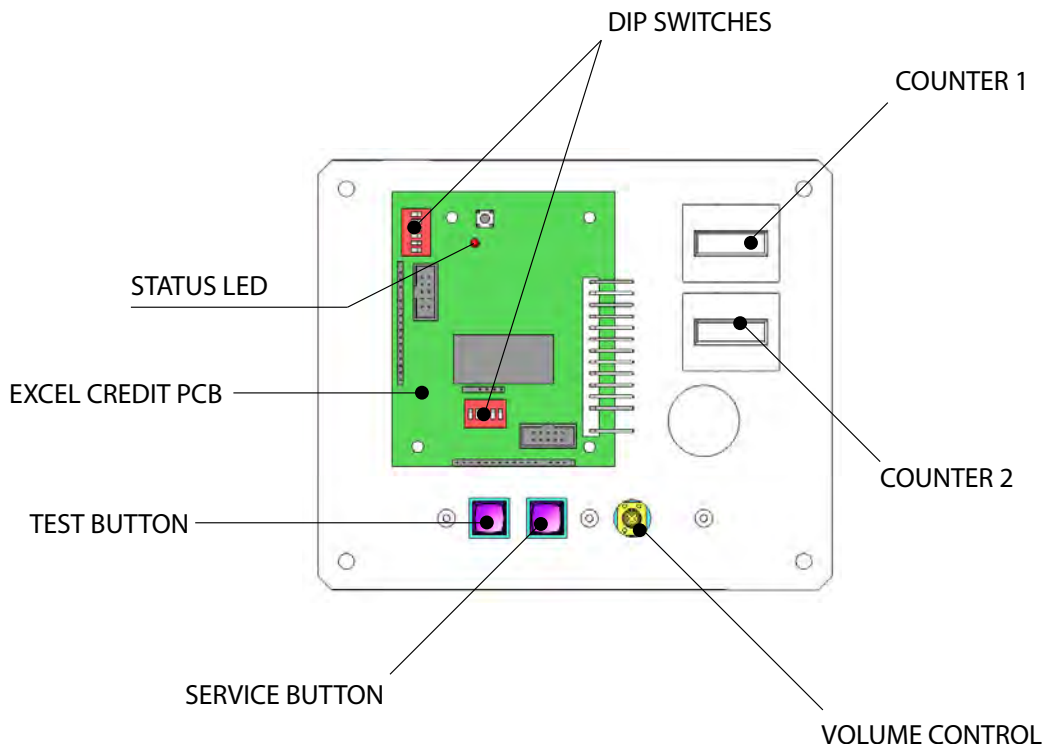 DIP SWITCHES
COUNTER 1
STATUS LED
EXCEL CREDIT PCB
COUNTER 2
TEST BUTTON
SERVICE BUTTON
VOLUME CONTROL